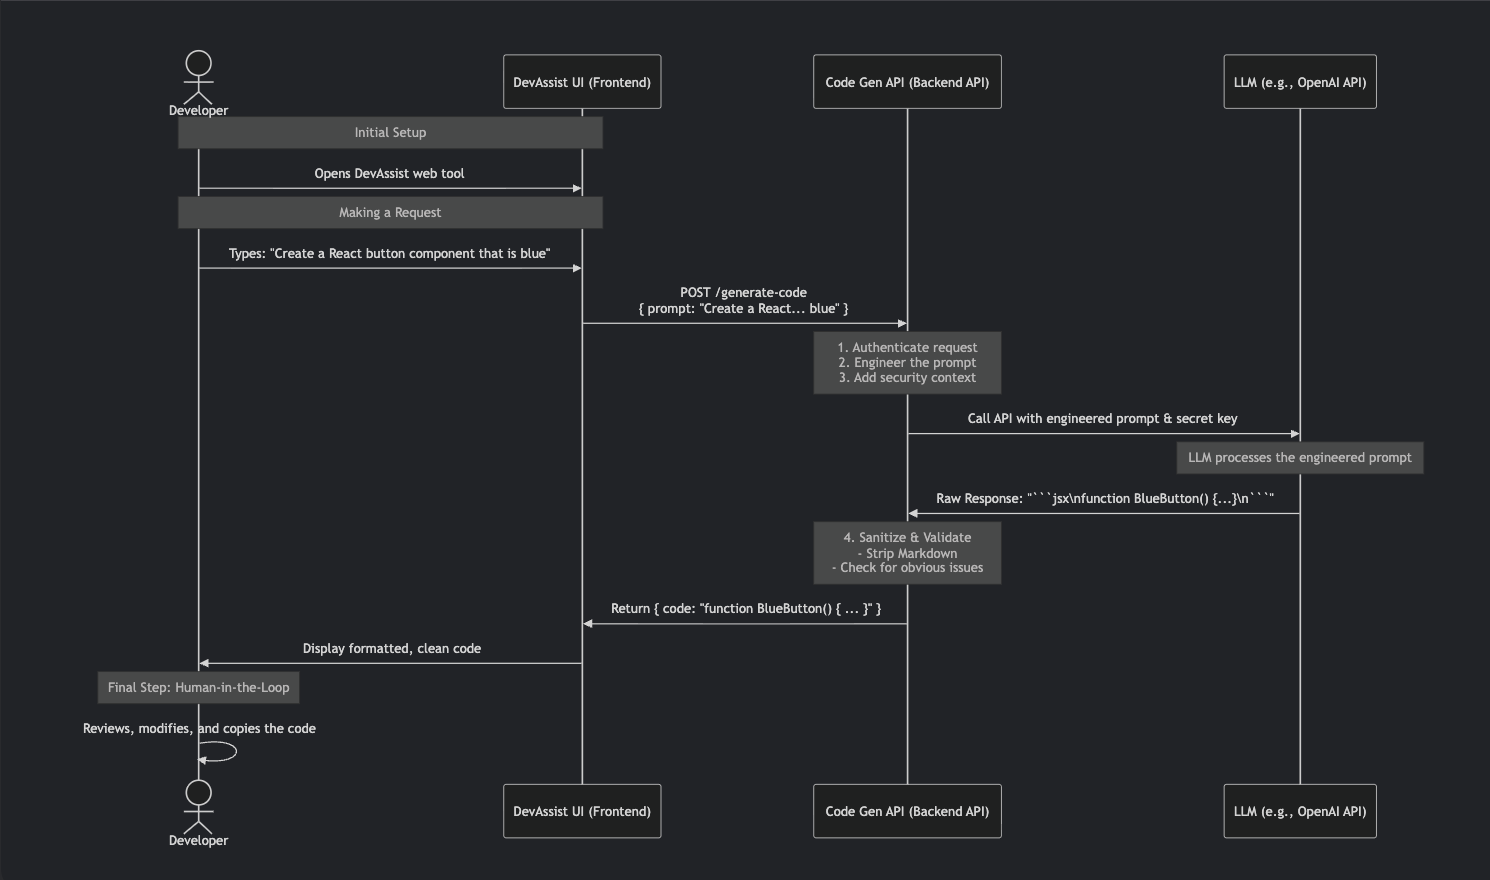 Developer
DevAssist UI (Frontend)
Code Gen API (Backend API)
LLM (e.g., OpenAI API)
Initial Setup
Opens DevAssist web tool
Making a Request
Types: "Create a React button component that is blue"
POST /generate-code
{ prompt: "Create a React... blue" }
1. Authenticate request
2. Engineer the prompt
3. Add security context
Call API with engineered prompt & secret key
LLM processes the engineered prompt
Raw Response: "```jsx\nfunction BlueButton() {...}\n```"
4. Sanitize & Validate
- Strip Markdown
- Check for obvious issues
Return { code: "function BlueButton() { ... }" }
Display formatted, clean code
Final Step: Human-in-the-Loop
Reviews, modifies, and copies the code
Developer
DevAssist UI (Frontend)
Code Gen API (Backend API)
LLM (e.g., OpenAI API)